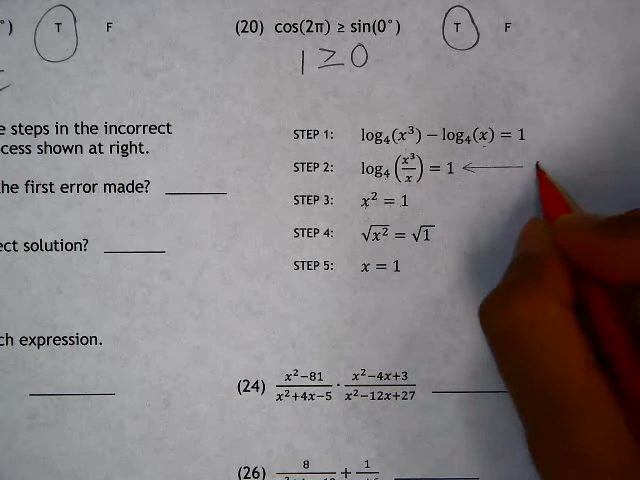 °) T F (20) cos(2π) ≥ sin(0°) T F
1 ≥ 0
e steps in the incorrect
cess shown at right.
he first error made? ______
ect solution? ______
STEP 1: log₄(x³) − log₄(x) = 1
STEP 2: log₄(x³/x) = 1 ←
STEP 3: x² = 1
STEP 4: √x² = √1
STEP 5: x = 1
ch expression.
(24) x²−81/x²+4x−5 · x²−4x+3/x²−12x+27
(26) 8 + 1